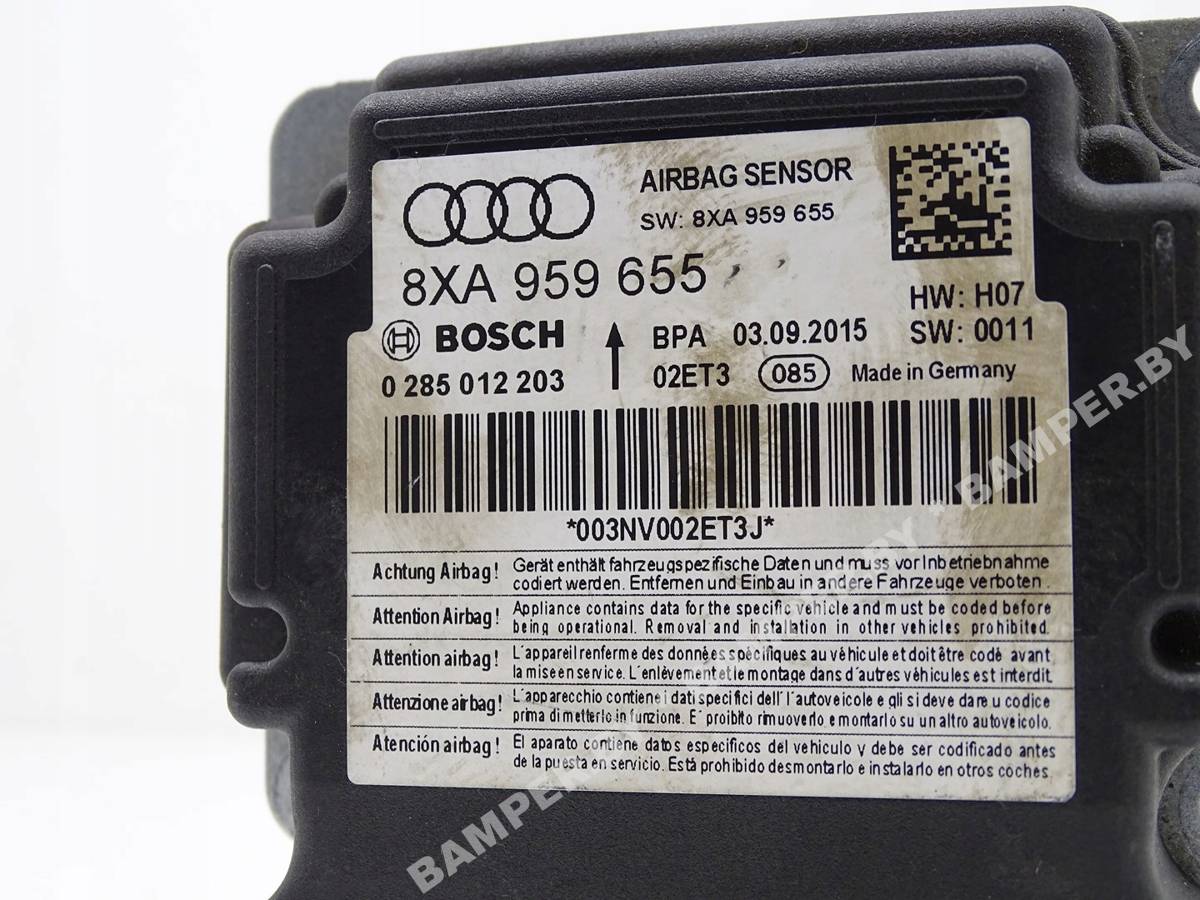 AIRBAG SENSOR
SW: 8XA 959 655
8XA 959 655
HW: H07
BOSCH
BPA 03.09.2015
SW: 0011
0 285 012 203
02ET3
085
Made in Germany
*003NV002ET3J*
Achtung Airbag!
Gerät enthält fahrzeugspezifische Daten und muss vor Inbetriebnahme
codiert werden. Entfernen und Einbau in andere Fahrzeuge verboten.
Attention Airbag!
Appliance contains data for the specific vehicle and must be coded before
being operational. Removal and installation in other vehicles prohibited.
Attention airbag!
L'appareil renferme des données spécifiques au véhicule et doit être codé avant
la mise en service. L'enlèvement et le montage dans d'autres véhicules est interdit.
Attenzione airbag!
L'apparecchio contiene i dati specifici dell'l'autoveicole e gli si deve dare u codice
prima di metterlo in funzione. E' proibito rimuoverlo e montarlo su un altro autoveicolo.
Atención airbag!
El aparato contiene datos especificos del vehiculo y debe ser codificado antes
de la puesta en servicio. Está prohibido desmontarlo e instalarlo en otros coches.
BAMPER.BY * BAMPER.BY * BAMPER.BY